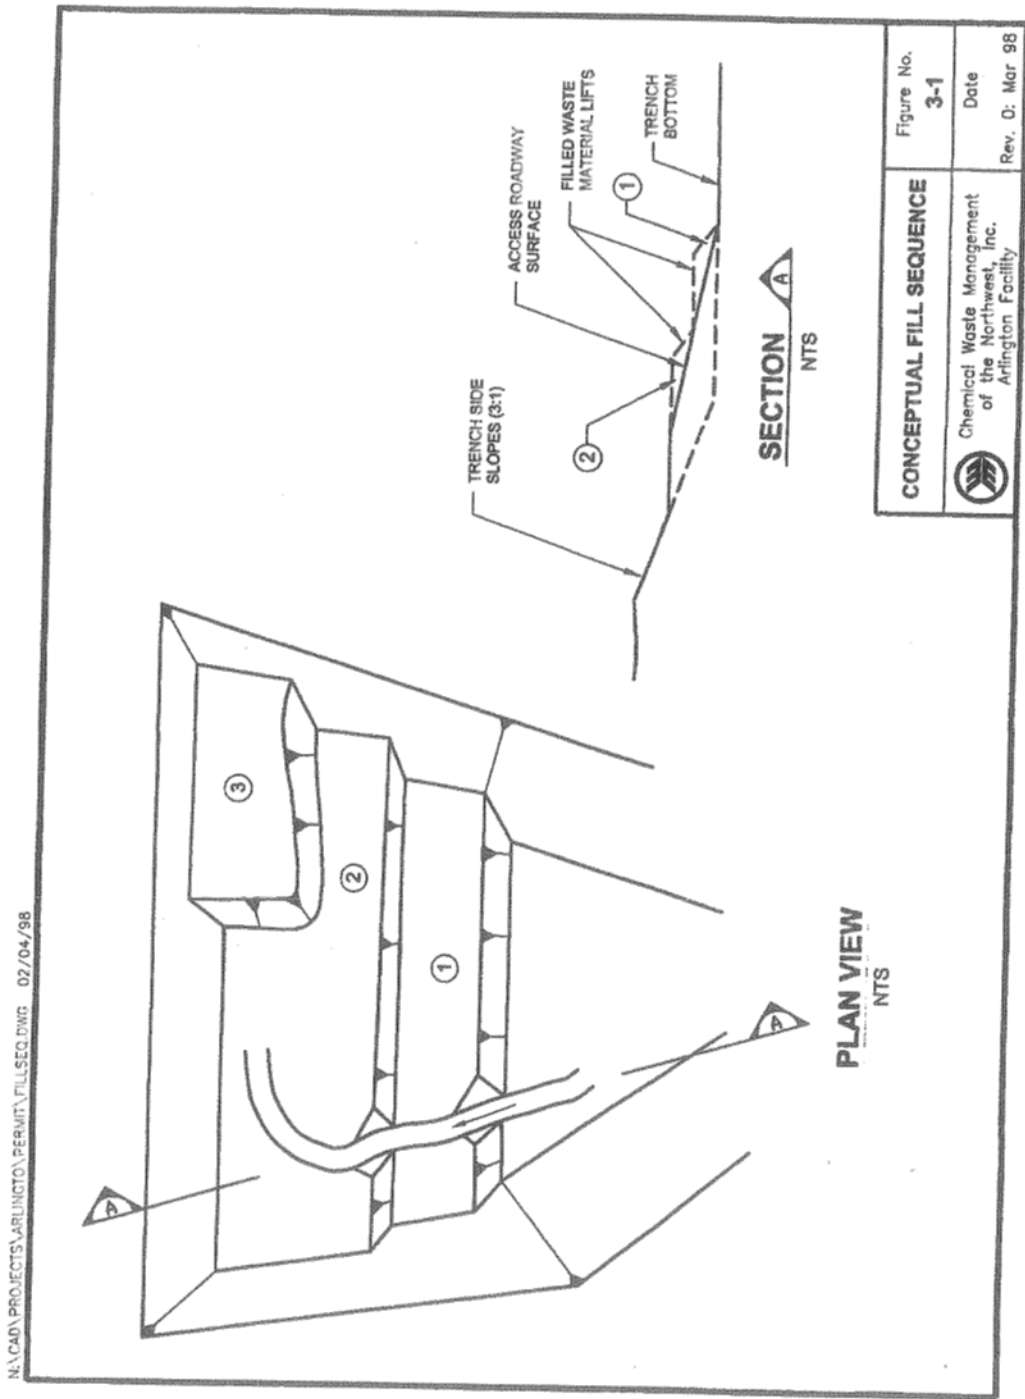 N:\CAD\PROJECTS\ARLINGTO\PERMIT\FILLSEQ.DWG 02/04/98
A
3
2
1
A
PLAN VIEW
NTS
TRENCH SIDE
SLOPES (3:1)
ACCESS ROADWAY
SURFACE
FILLED WASTE
MATERIAL LIFTS
TRENCH
BOTTOM
2
1
SECTION
A
NTS
CONCEPTUAL FILL SEQUENCE
Figure No.
3-1
Chemical Waste Management
of the Northwest, Inc.
Arlington Facility
Date
Rev. 0: Mar 98